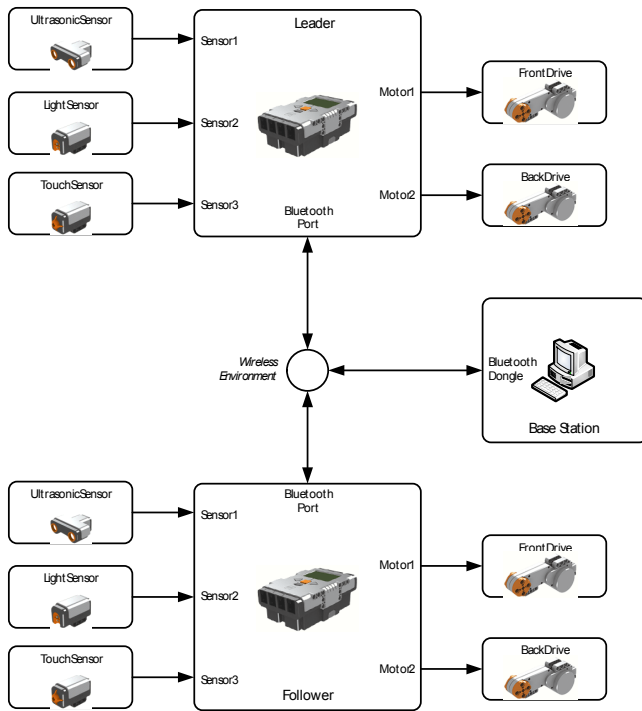 UltrasonicSensor
Leader
Sensor1
FrontDrive
LightSensor
Motor1
Sensor2
TouchSensor
BackDrive
Motor2
Sensor3
Bluetooth
Port
Wireless
Environment
Bluetooth
Dongle
Base Station
UltrasonicSensor
Bluetooth
Port
Sensor1
FrontDrive
LightSensor
Motor1
Sensor2
TouchSensor
BackDrive
Motor2
Sensor3
Follower